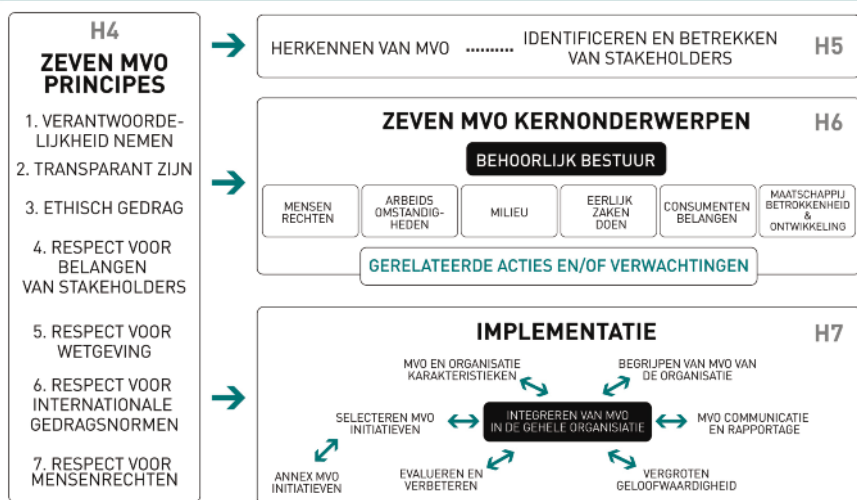 H4
ZEVEN MVO
PRINCIPES
1. VERANTWOORDE-
LIJKHEID NEMEN
2. TRANSPARANT ZIJN
3. ETHISCH GEDRAG
4. RESPECT VOOR
BELANGEN
VAN STAKEHOLDERS
5. RESPECT VOOR
WETGEVING
6. RESPECT VOOR
INTERNATIONALE
GEDRAGSNORMEN
7. RESPECT VOOR
MENSENRECHTEN
HERKENNEN VAN MVO .......... IDENTIFICEREN EN BETREKKEN
VAN STAKEHOLDERS
H5
ZEVEN MVO KERNONDERWERPEN
H6
BEHOORLIJK BESTUUR
MENSEN
RECHTEN
ARBEIDS
OMSTANDIG-
HEDEN
MILIEU
EERLIJK
ZAKEN
DOEN
CONSUMENTEN
BELANGEN
MAATSCHAPPIJ
BETROKKENHEID
&
ONTWIKKELING
GERELATEERDE ACTIES EN/OF VERWACHTINGEN
IMPLEMENTATIE
H7
MVO EN ORGANISATIE
KARAKTERISTIEKEN
BEGRIJPEN VAN MVO VAN
DE ORGANISATIE
SELECTEREN MVO
INITIATIEVEN
INTEGREREN VAN MVO
IN DE GEHELE ORGANISIATIE
MVO COMMUNICATIE
EN RAPPORTAGE
ANNEX MVO
INITIATIEVEN
EVALUEREN EN
VERBETEREN
VERGROTEN
GELOOFWAARDIGHEID